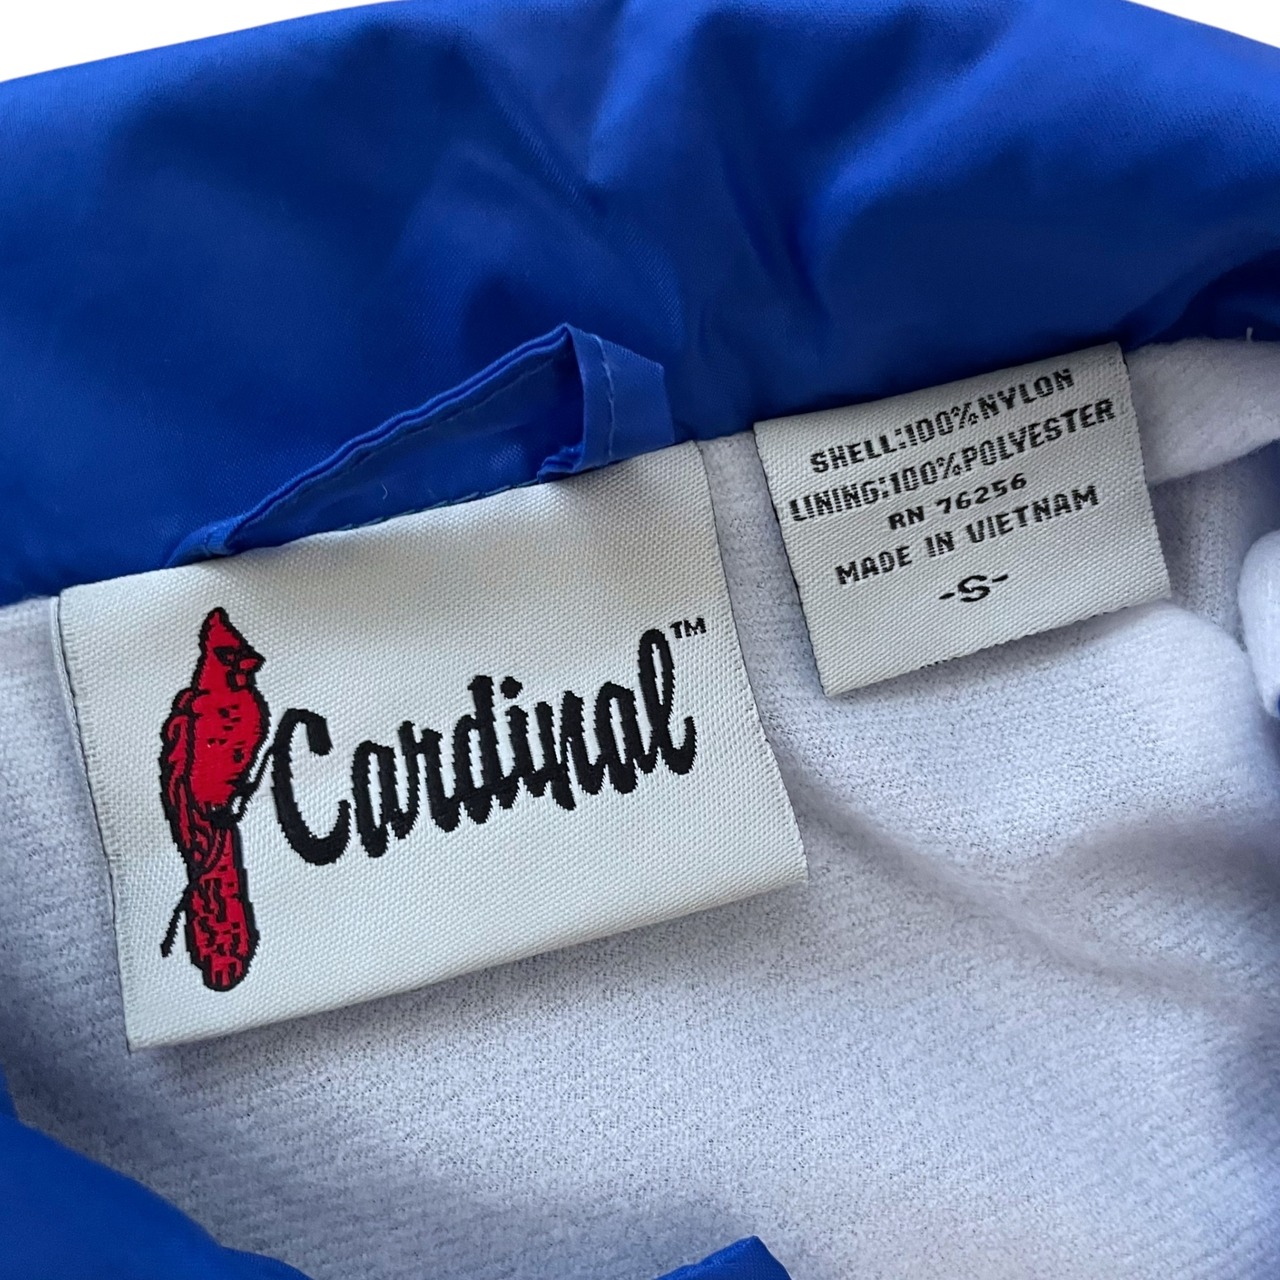 Cardinal™
SHELL:100%NYLON
LINING:100%POLYESTER
RN 76256
MADE IN VIETNAM
-S-